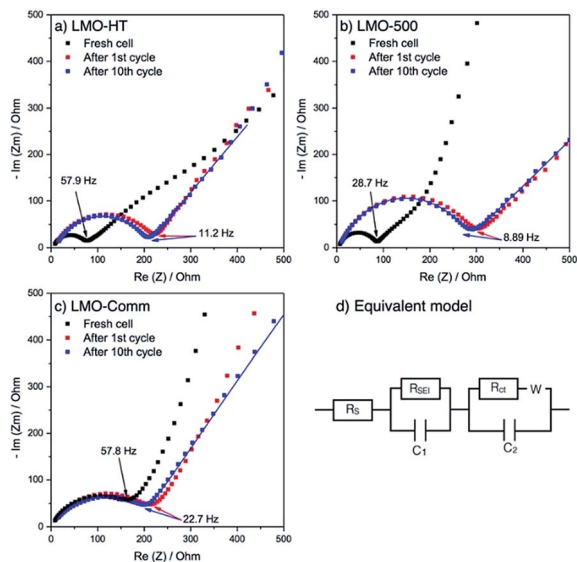 a) LMO-HT
Fresh cell
After 1st cycle
After 10th cycle
57.9 Hz
11.2 Hz
- Im (Zm) / Ohm
500
400
300
200
100
0
0 100 200 300 400 500
Re (Z) / Ohm
b) LMO-500
Fresh cell
After 1st cycle
After 10th cycle
28.7 Hz
8.89 Hz
- Im (Zm) / Ohm
500
400
300
200
100
0
0 100 200 300 400 500
Re (Z) / Ohm
c) LMO-Comm
Fresh cell
After 1st cycle
After 10th cycle
57.8 Hz
22.7 Hz
- Im (Zm) / Ohm
500
400
300
200
100
0
0 100 200 300 400 500
Re (Z) / Ohm
d) Equivalent model
R_S
R_SEI
C_1
R_ct
W
C_2